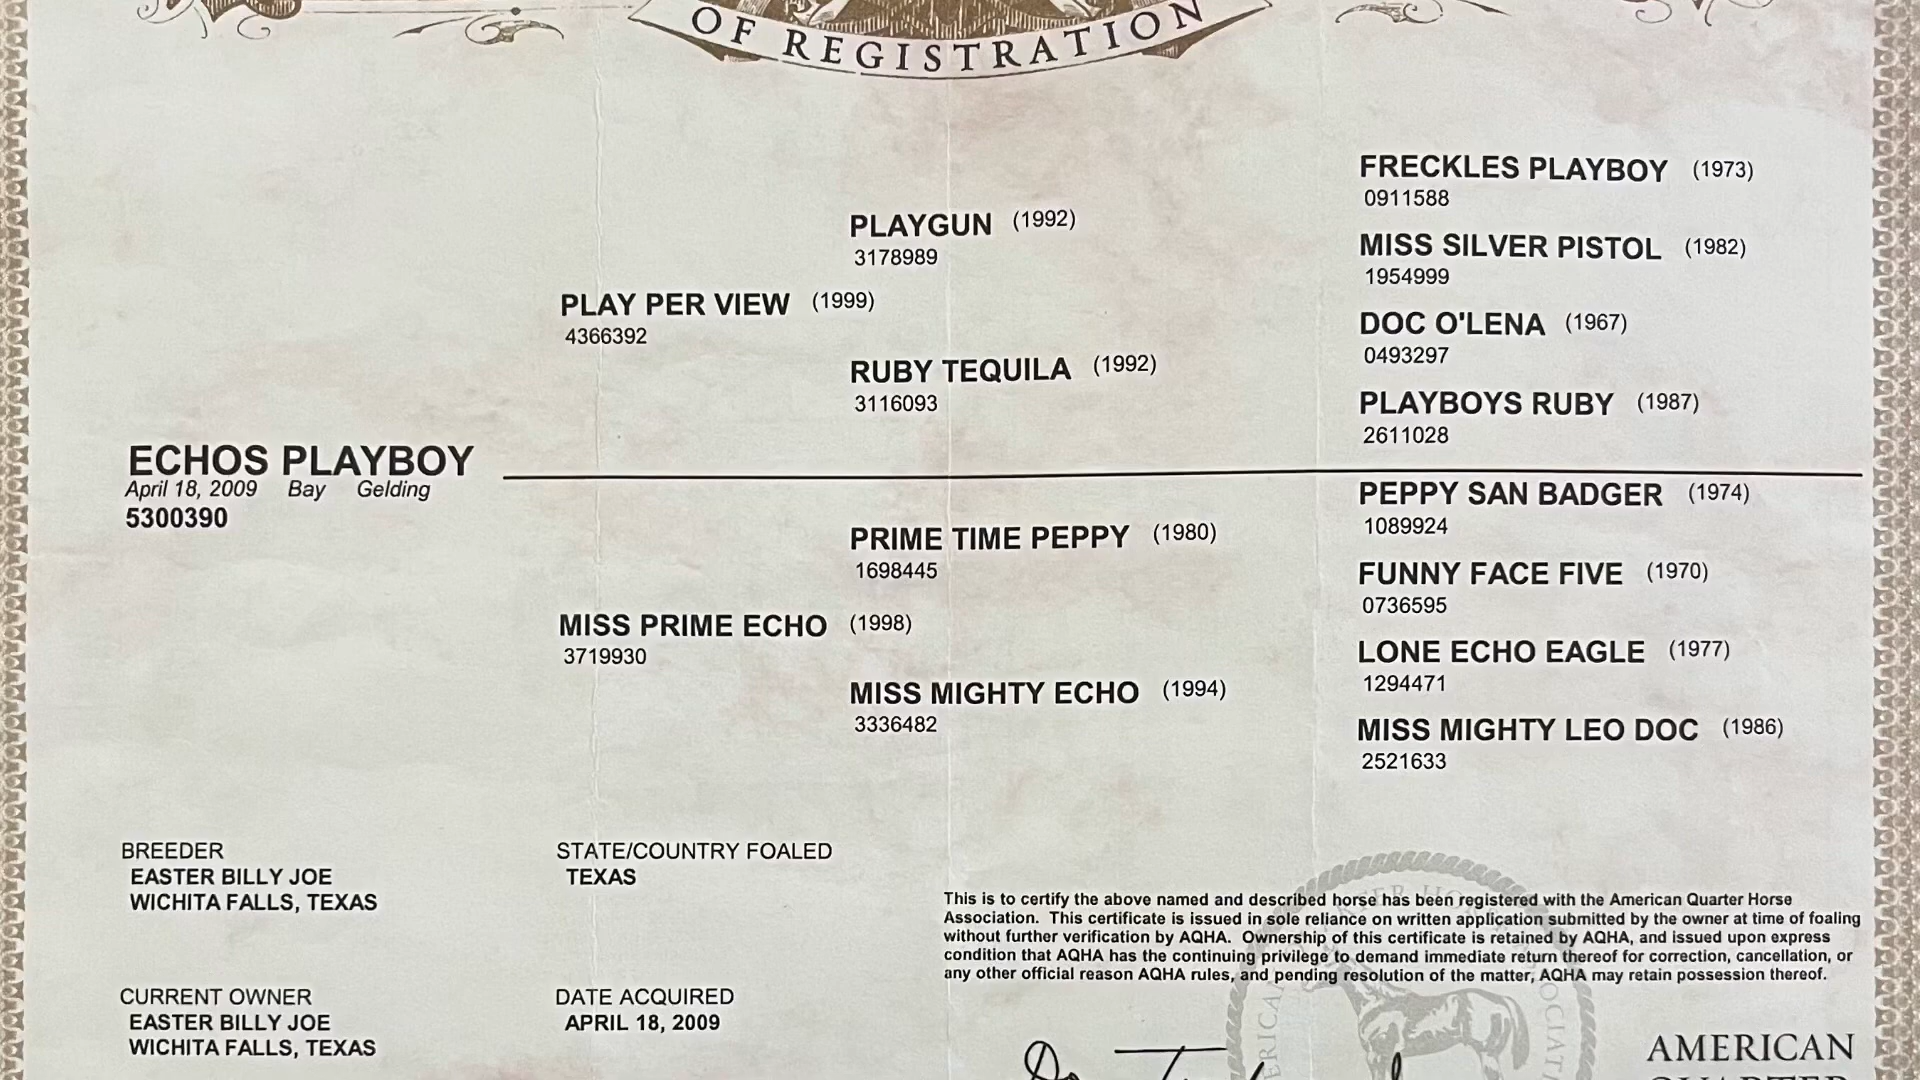 OF REGISTRATION
FRECKLES PLAYBOY (1973)
0911588
PLAYGUN (1992)
3178989
MISS SILVER PISTOL (1982)
1954999
PLAY PER VIEW (1999)
4366392
DOC O'LENA (1967)
0493297
RUBY TEQUILA (1992)
3116093
PLAYBOYS RUBY (1987)
2611028
ECHOS PLAYBOY
April 18, 2009 Bay Gelding
5300390
PEPPY SAN BADGER (1974)
1089924
PRIME TIME PEPPY (1980)
1698445
FUNNY FACE FIVE (1970)
0736595
MISS PRIME ECHO (1998)
3719930
LONE ECHO EAGLE (1977)
1294471
MISS MIGHTY ECHO (1994)
3336482
MISS MIGHTY LEO DOC (1986)
2521633
BREEDER
EASTER BILLY JOE
WICHITA FALLS, TEXAS
STATE/COUNTRY FOALED
TEXAS
This is to certify the above named and described horse has been registered with the American Quarter Horse
Association. This certificate is issued in sole reliance on written application submitted by the owner at time of foaling
without further verification by AQHA. Ownership of this certificate is retained by AQHA, and issued upon express
condition that AQHA has the continuing privilege to demand immediate return thereof for correction, cancellation, or
any other official reason AQHA rules, and pending resolution of the matter, AQHA may retain possession thereof.
CURRENT OWNER
EASTER BILLY JOE
WICHITA FALLS, TEXAS
DATE ACQUIRED
APRIL 18, 2009
AMERICAN
QUARTER